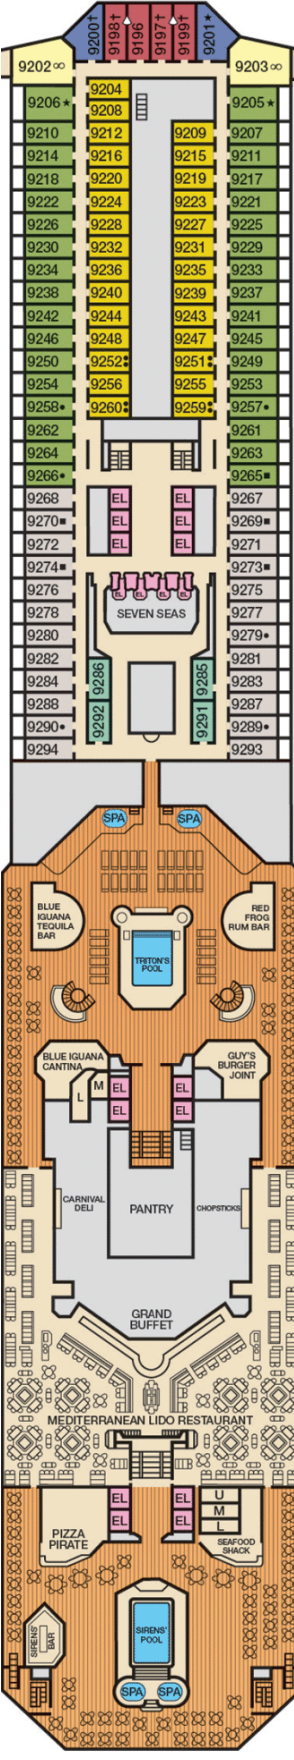 9200† 9198† 9196 9197† 9199† 9201★
9202∞ 9203∞
9204
9206★ 9208 9205★
9210 9212 9209 9207
9214 9216 9215 9211
9218 9220 9219 9217
9222 9224 9223 9221
9226 9228 9227 9225
9230 9232 9231 9229
9234 9236 9235 9233
9238 9240 9239 9237
9242 9244 9243 9241
9246 9248 9247 9245
9250 9252 9251 9249
9254 9256 9255 9253
9258• 9260 9259 9257•
9262 9261
9264 9263
9266• 9265■
9268 EL EL 9267
9270■ EL EL 9269■
9272 EL EL 9271
9274■ 9273■
9276 EL EL EL EL 9275
9278 SEVEN SEAS 9277
9280 9279•
9282 9286 9285 9281
9284 9283
9288 9292 9291 9287
9290• 9289•
9294 9293
SPA SPA
BLUE
IGUANA
TEQUILA
BAR
RED
FROG
RUM BAR
TRITON'S
POOL
BLUE IGUANA
CANTINA
GUY'S
BURGER
JOINT
L M EL EL
EL EL
CARNIVAL
DELI
PANTRY
CHOPSTICKS
GRAND
BUFFET
MEDITERRANEAN LIDO RESTAURANT
EL EL U
EL EL M
L
PIZZA
PIRATE
SEAFOOD
SHACK
SIRENS'
BAR
SIRENS'
POOL
SPA SPA